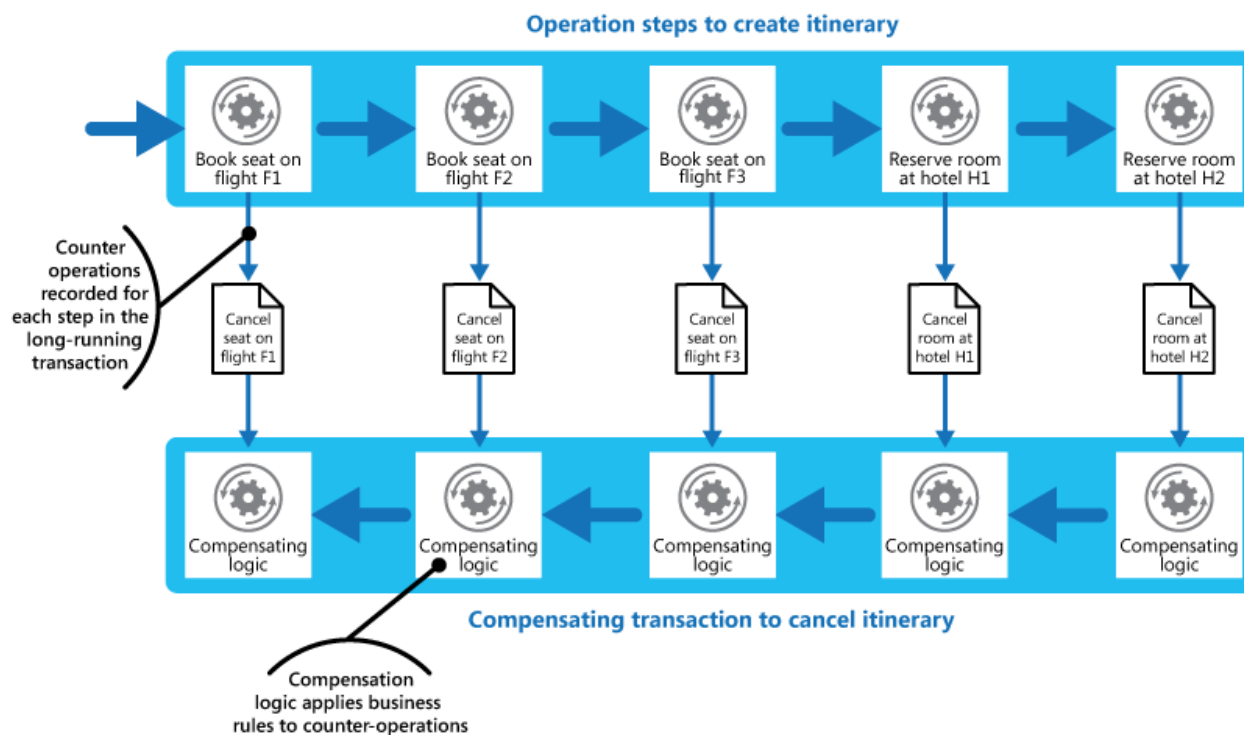 Operation steps to create itinerary
Book seat on
flight F1
Book seat on
flight F2
Book seat on
flight F3
Reserve room
at hotel H1
Reserve room
at hotel H2
Counter
operations
recorded for
each step in the
long-running
transaction
Cancel
seat on
flight F1
Cancel
seat on
flight F2
Cancel
seat on
flight F3
Cancel
room at
hotel H1
Cancel
room at
hotel H2
Compensating
logic
Compensating
logic
Compensating
logic
Compensating
logic
Compensating
logic
Compensating transaction to cancel itinerary
Compensation
logic applies business
rules to counter-operations